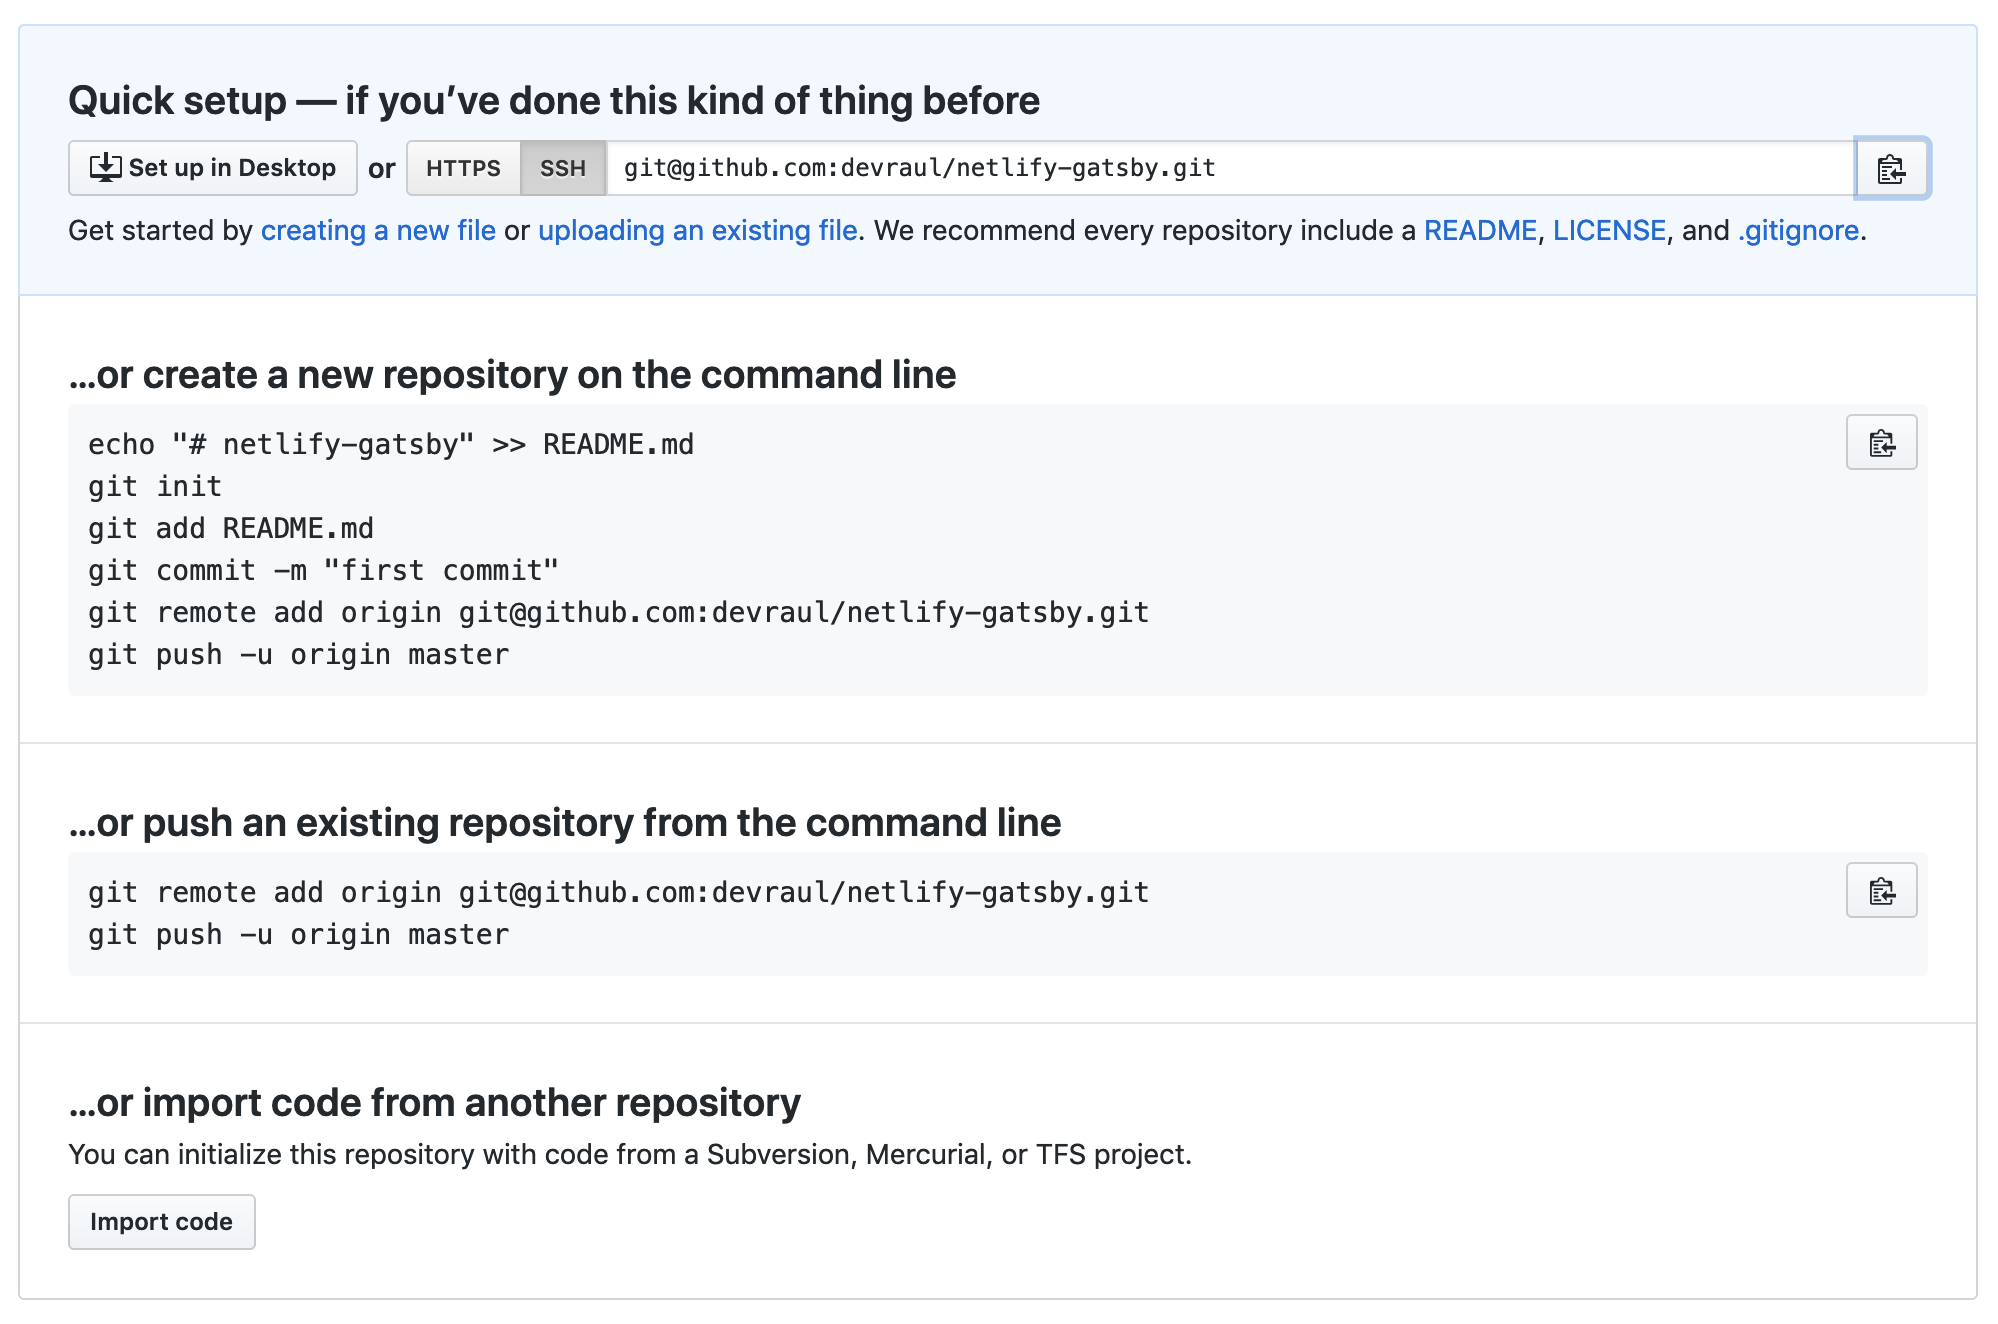 Quick setup — if you’ve done this kind of thing before
Set up in Desktop or HTTPS SSH git@github.com:devraul/netlify-gatsby.git
Get started by creating a new file or uploading an existing file. We recommend every repository include a README, LICENSE, and .gitignore.
…or create a new repository on the command line
echo "# netlify-gatsby" >> README.md
git init
git add README.md
git commit -m "first commit"
git remote add origin git@github.com:devraul/netlify-gatsby.git
git push -u origin master
…or push an existing repository from the command line
git remote add origin git@github.com:devraul/netlify-gatsby.git
git push -u origin master
…or import code from another repository
You can initialize this repository with code from a Subversion, Mercurial, or TFS project.
Import code